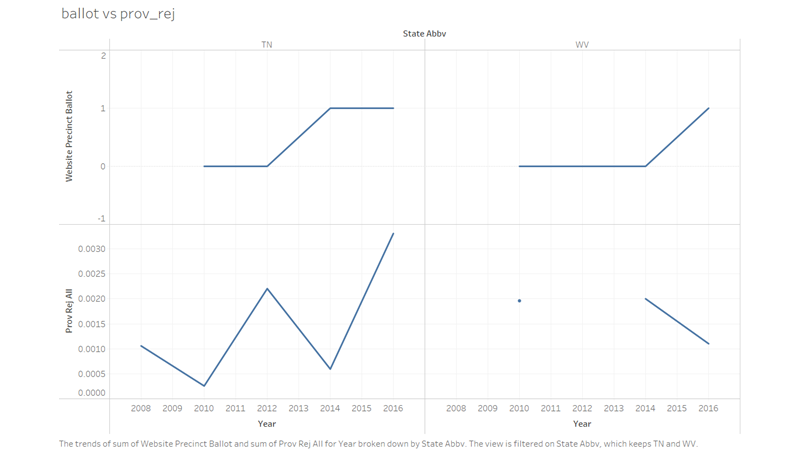 ballot vs prov_rej
State Abbv
TN WV
Website Precinct Ballot
2
1
0
-1
Prov Rej All
0.0030
0.0025
0.0020
0.0015
0.0010
0.0005
0.0000
2008 2009 2010 2011 2012 2013 2014 2015 2016 2008 2009 2010 2011 2012 2013 2014 2015 2016
Year Year
The trends of sum of Website Precinct Ballot and sum of Prov Rej All for Year broken down by State Abbv. The view is filtered on State Abbv, which keeps TN and WV.